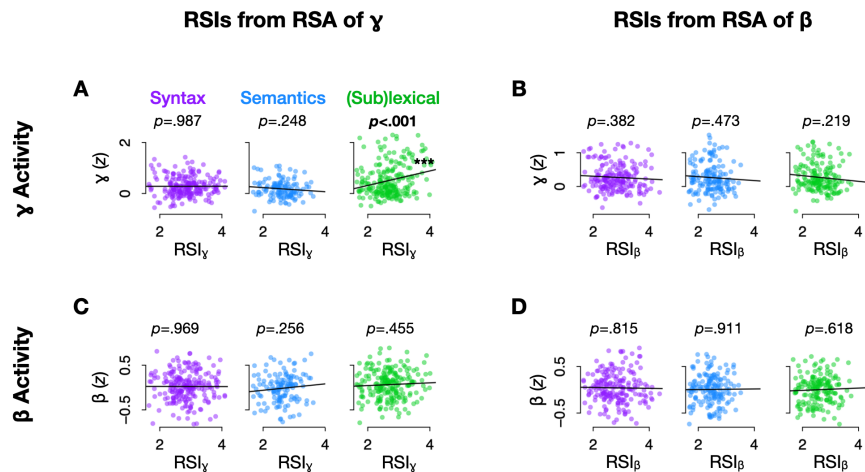 RSIs from RSA of ɣ
RSIs from RSA of β
A
B
Syntax
Semantics
(Sub)lexical
p=.987
p=.248
p<.001
p=.382
p=.473
p=.219
ɣ Activity
ɣ (z)
2
0
***
ɣ (z)
1
0
2 4
2 4
2 4
2 4
2 4
2 4
RSIɣ
RSIɣ
RSIɣ
RSIβ
RSIβ
RSIβ
C
D
p=.969
p=.256
p=.455
p=.815
p=.911
p=.618
β Activity
β (z)
0.5
−0.5
β (z)
0.5
−0.5
2 4
2 4
2 4
2 4
2 4
2 4
RSIɣ
RSIɣ
RSIɣ
RSIβ
RSIβ
RSIβ